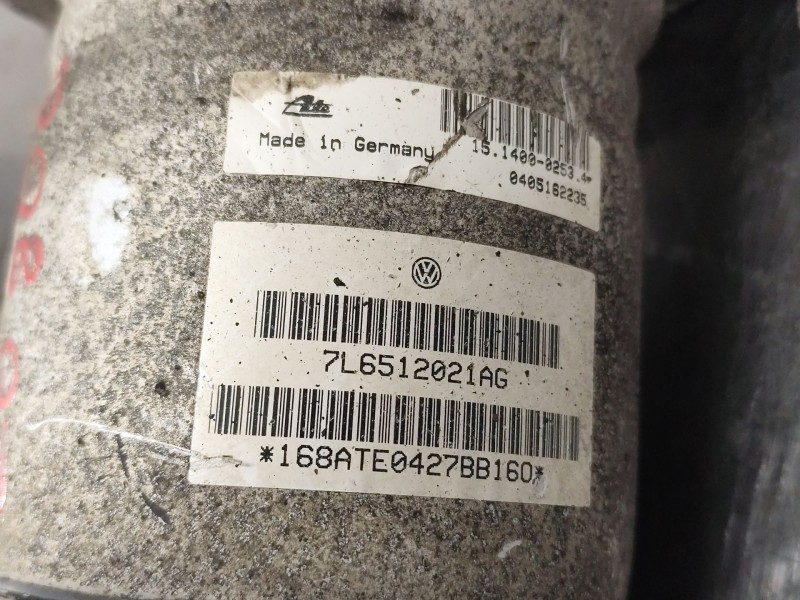 Ate
Made in Germany
15.1400-0253.4
0405162235
7L6512021AG
*168ATE0427BB160*